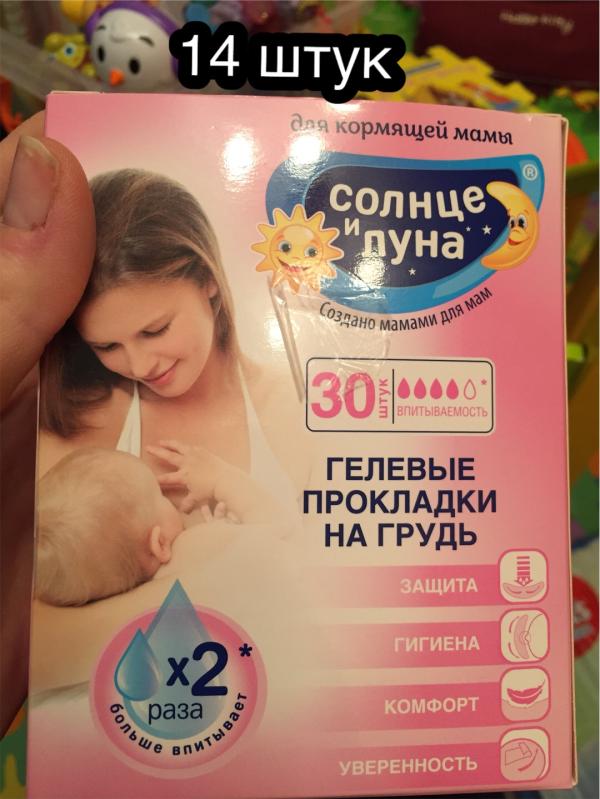 14 штук
для кормящей мамы
СОЛНЦЕ
И
ЛУНА
®
Создано мамами для мам
30 штук
*
ВПИТЫВАЕМОСТЬ
ГЕЛЕВЫЕ
ПРОКЛАДКИ
НА ГРУДЬ
ЗАЩИТА
ГИГИЕНА
КОМФОРТ
УВЕРЕННОСТЬ
х2*
раза
больше впитывает